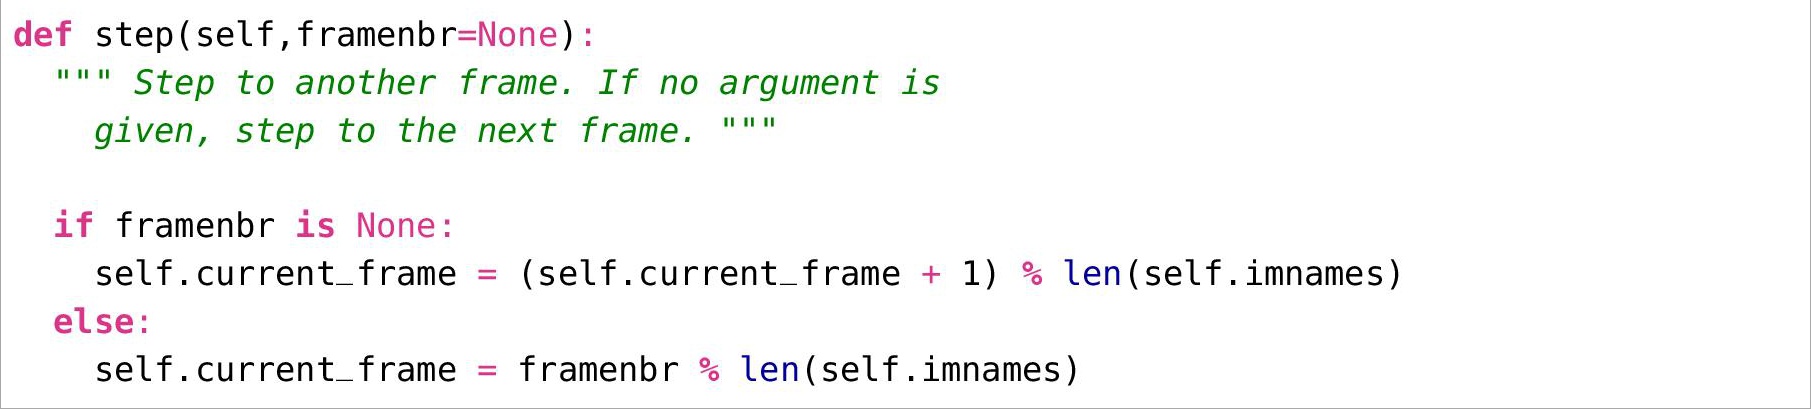 def step(self,framenbr=None):
  """ Step to another frame. If no argument is
    given, step to the next frame. """

  if framenbr is None:
    self.current_frame = (self.current_frame + 1) % len(self.imnames)
  else:
    self.current_frame = framenbr % len(self.imnames)